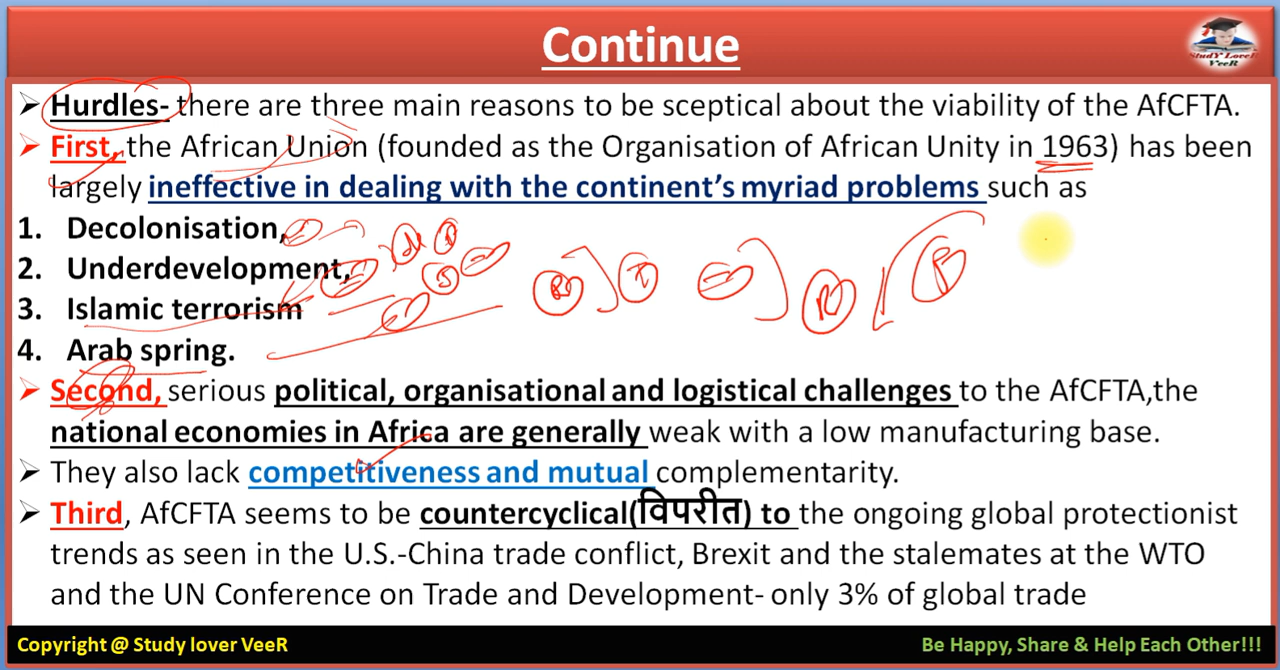 Continue
StudY LoveR
VeeR
➤ Hurdles- there are three main reasons to be sceptical about the viability of the AfCFTA.
➤ First, the African Union (founded as the Organisation of African Unity in 1963) has been
largely ineffective in dealing with the continent's myriad problems such as
1. Decolonisation,
2. Underdevelopment,
3. Islamic terrorism
4. Arab spring.
➤ Second, serious political, organisational and logistical challenges to the AfCFTA,the
national economies in Africa are generally weak with a low manufacturing base.
➤ They also lack competitiveness and mutual complementarity.
➤ Third, AfCFTA seems to be countercyclical(विपरीत) to the ongoing global protectionist
trends as seen in the U.S.-China trade conflict, Brexit and the stalemates at the WTO
and the UN Conference on Trade and Development- only 3% of global trade
Copyright @ Study lover VeeR
Be Happy, Share & Help Each Other!!!